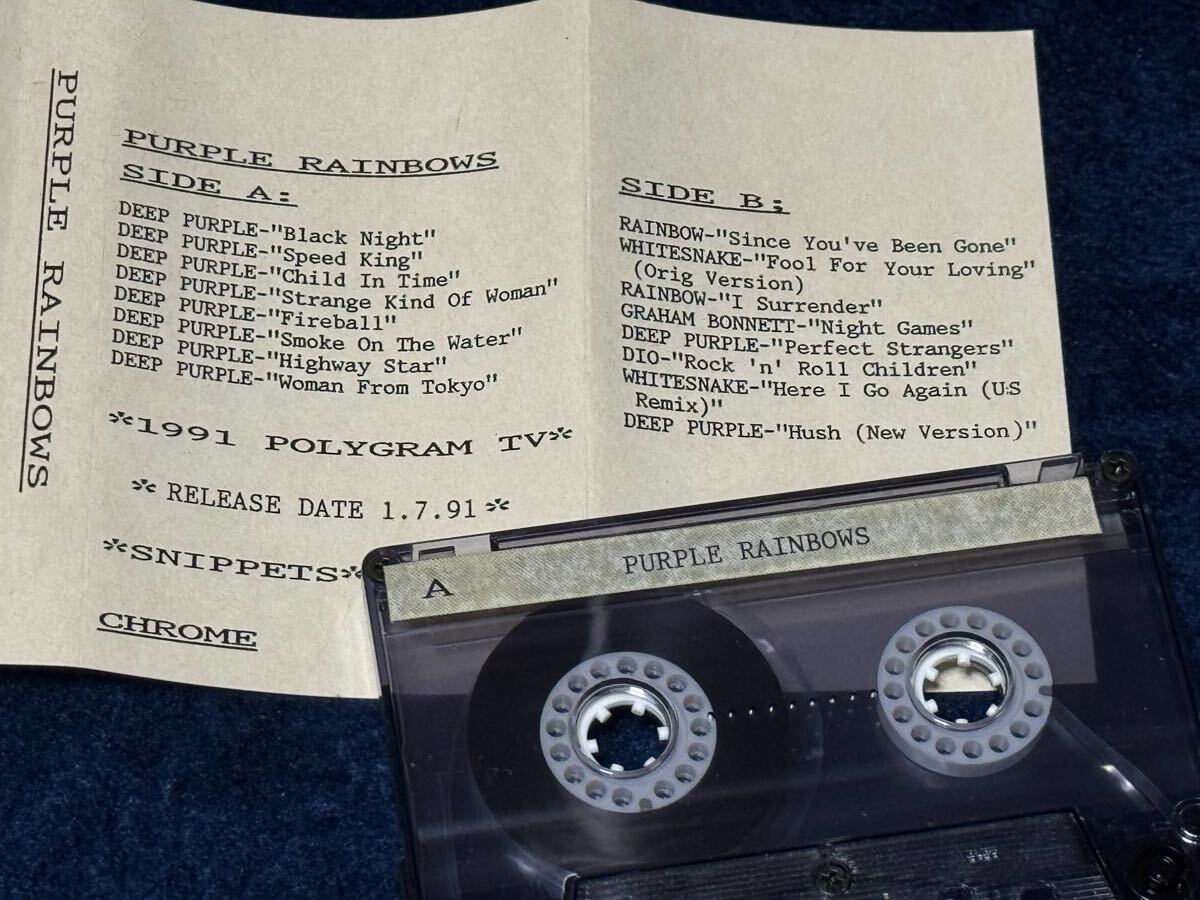 PURPLE RAINBOWS
PURPLE RAINBOWS
SIDE A:
DEEP PURPLE-"Black Night"
DEEP PURPLE-"Speed King"
DEEP PURPLE-"Child In Time"
DEEP PURPLE-"Strange Kind Of Woman"
DEEP PURPLE-"Fireball"
DEEP PURPLE-"Smoke On The Water"
DEEP PURPLE-"Highway Star"
DEEP PURPLE-"Woman From Tokyo"
*1991 POLYGRAM TV*
* RELEASE DATE 1.7.91 *
*SNIPPETS*
CHROME
SIDE B;
RAINBOW-"Since You've Been Gone"
WHITESNAKE-"Fool For Your Loving"
(Orig Version)
RAINBOW-"I Surrender"
GRAHAM BONNETT-"Night Games"
DEEP PURPLE-"Perfect Strangers"
DIO-"Rock 'n' Roll Children"
WHITESNAKE-"Here I Go Again (U:S
Remix)"
DEEP PURPLE-"Hush (New Version)"
A
PURPLE RAINBOWS